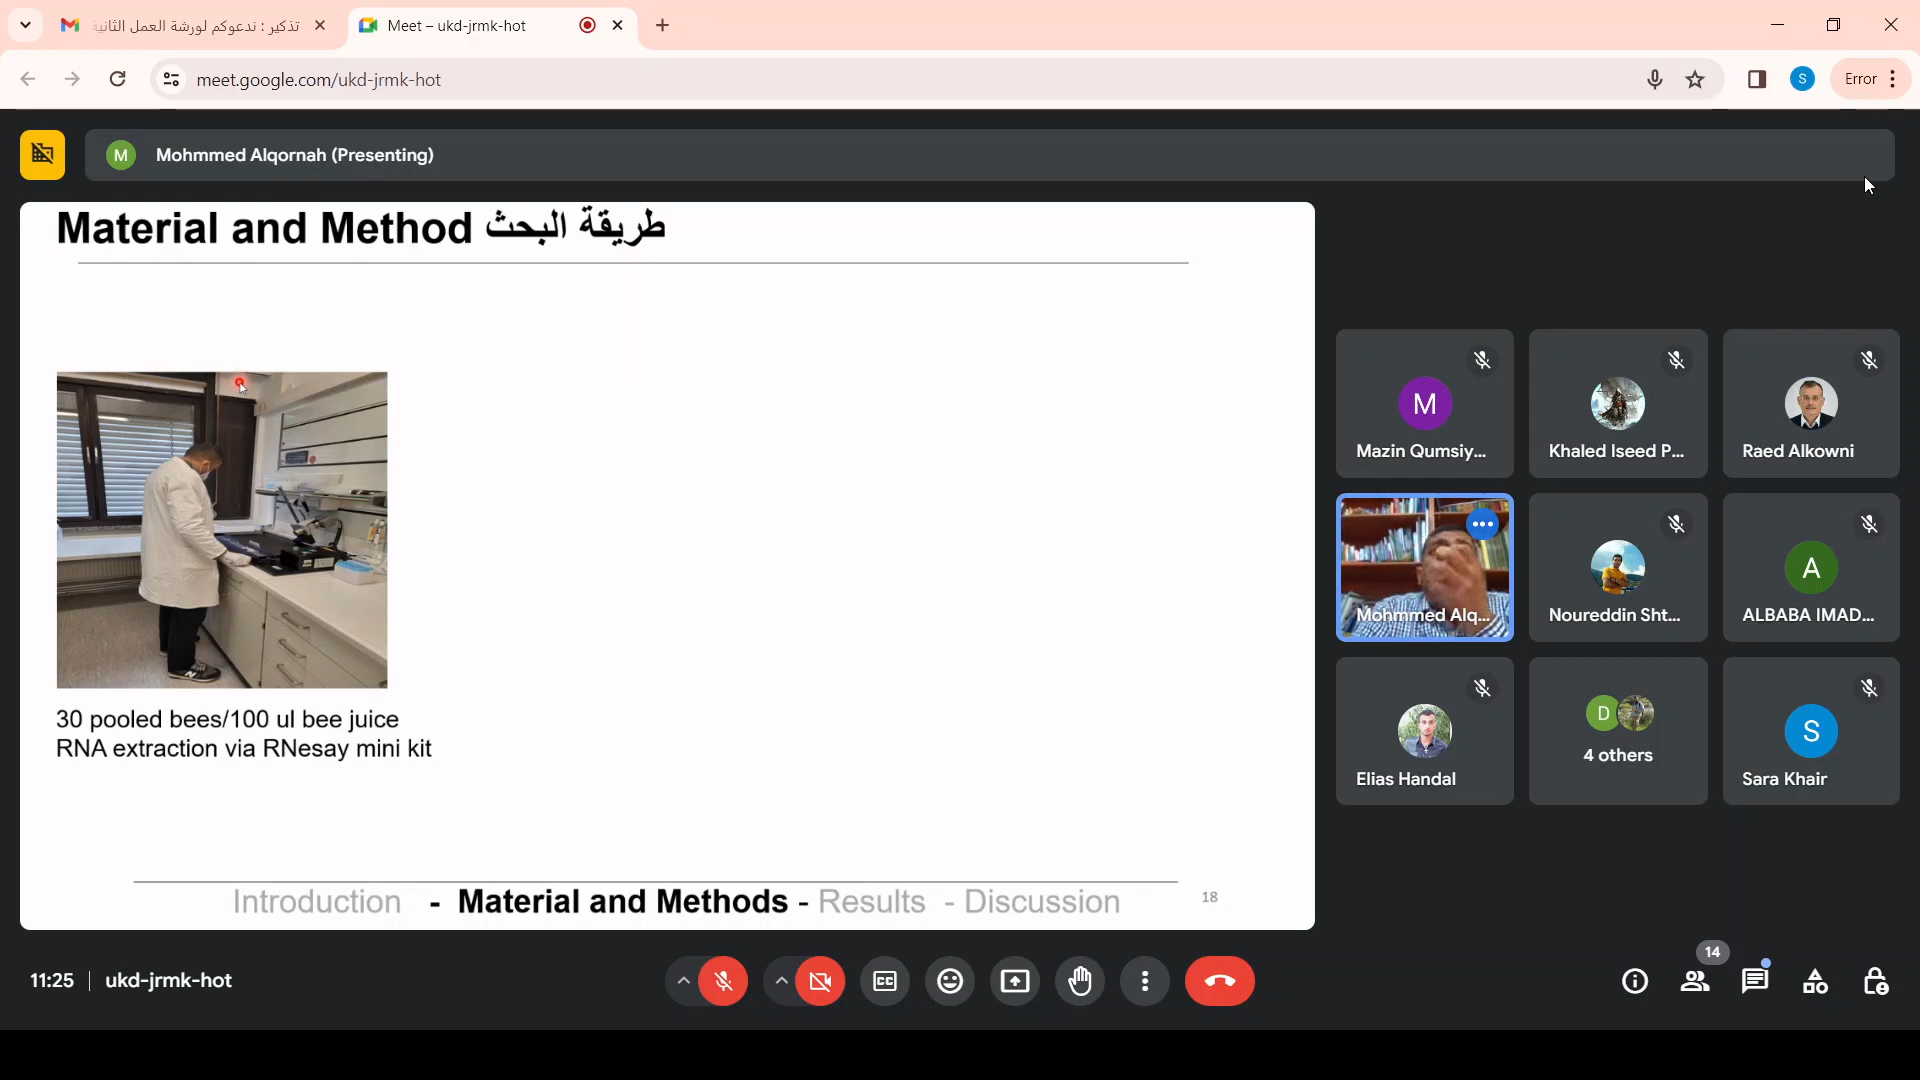 تذكير : ندعوكم لورشة العمل الثانية
Meet – ukd-jrmk-hot
meet.google.com/ukd-jrmk-hot
S
Error
M
Mohmmed Alqornah (Presenting)
Material and Method طريقة البحث
30 pooled bees/100 ul bee juice
RNA extraction via RNesay mini kit
Introduction - Material and Methods - Results - Discussion
18
M
Mazin Qumsiy...
Khaled Iseed P...
Raed Alkowni
Mohmmed Alq...
Noureddin Sht...
A
ALBABA IMAD...
Elias Handal
D
4 others
S
Sara Khair
11:25 | ukd-jrmk-hot
CC
14